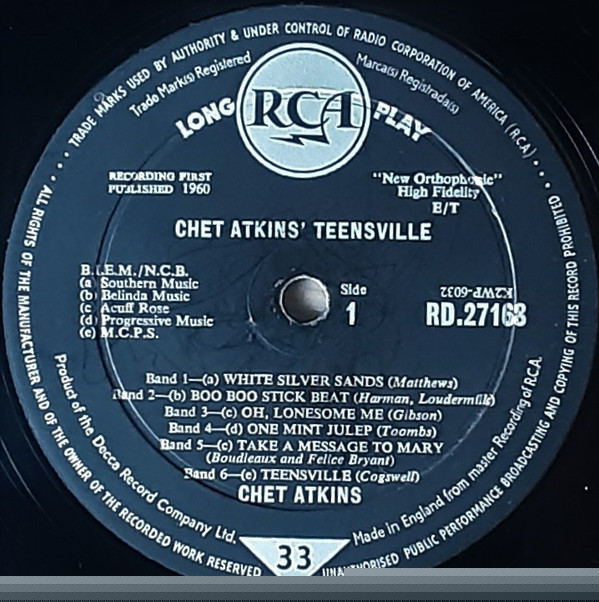 TRADE MARKS USED BY AUTHORITY & UNDER CONTROL OF RADIO CORPORATION OF AMERICA (RCA)
Trade Mark(s) Registered
Marca(s) Registrada(s)
LONG RCA PLAY
RECORDING FIRST
PUBLISHED 1960
"New Orthophonic"
High Fidelity
E/T
CHET ATKINS' TEENSVILLE
B.I.E.M./N.C.B.
(a) Southern Music
(b) Belinda Music
(c) Acuff Rose
(d) Progressive Music
(e) M.C.P.S.
Side
1
K2WP-6032
RD.27168
Band 1—(a) WHITE SILVER SANDS (Matthews)
Band 2—(b) BOO BOO STICK BEAT (Harman, Loudermilk)
Band 3—(c) OH, LONESOME ME (Gibson)
Band 4—(d) ONE MINT JULEP (Toombs)
Band 5—(c) TAKE A MESSAGE TO MARY
(Boudleaux and Felice Bryant)
Band 6—(e) TEENSVILLE (Cogswell)
CHET ATKINS
Product of the Decca Record Company Ltd.
Made in England from master Recording of R.C.A.
33
ALL RIGHTS OF THE MANUFACTURER AND OF THE OWNER OF THE RECORDED WORK RESERVED
UNAUTHORISED PUBLIC PERFORMANCE BROADCASTING AND COPYING OF THIS RECORD PROHIBITED